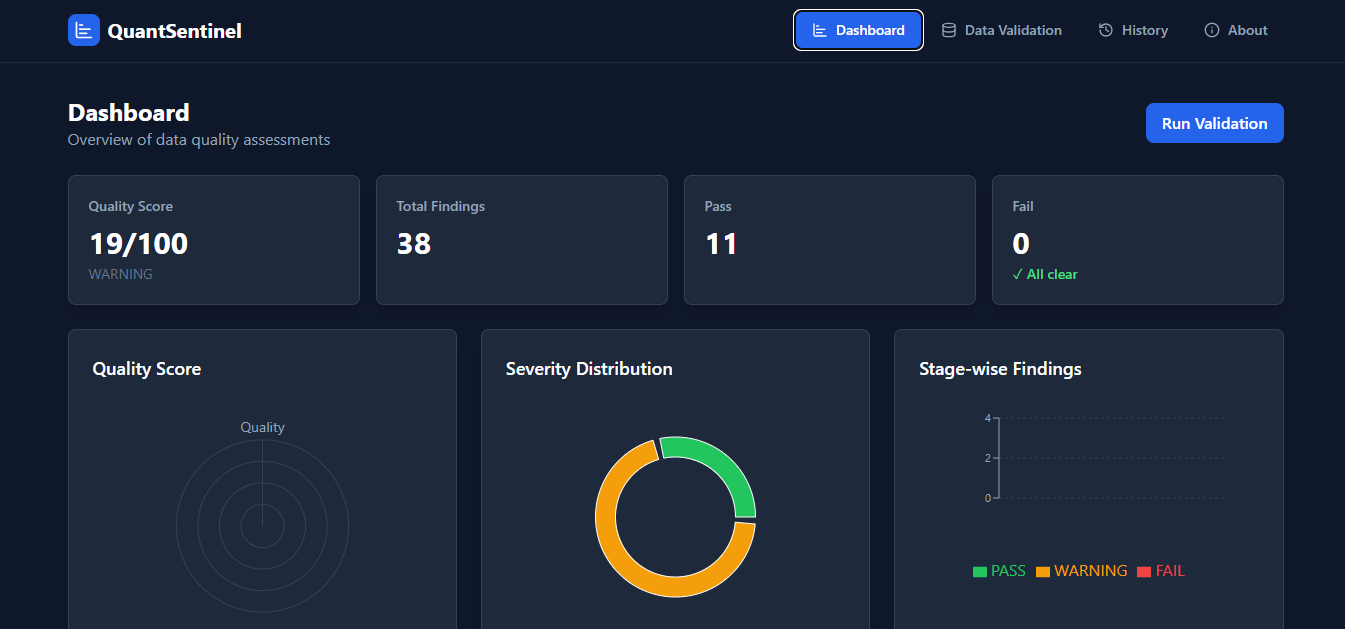 QuantSentinel
Dashboard
Data Validation
History
About
Dashboard
Overview of data quality assessments
Run Validation
Quality Score
19/100
WARNING
Total Findings
38
Pass
11
Fail
0
✓ All clear
Quality Score
Quality
Severity Distribution
Stage-wise Findings
4
2
0
PASS WARNING FAIL